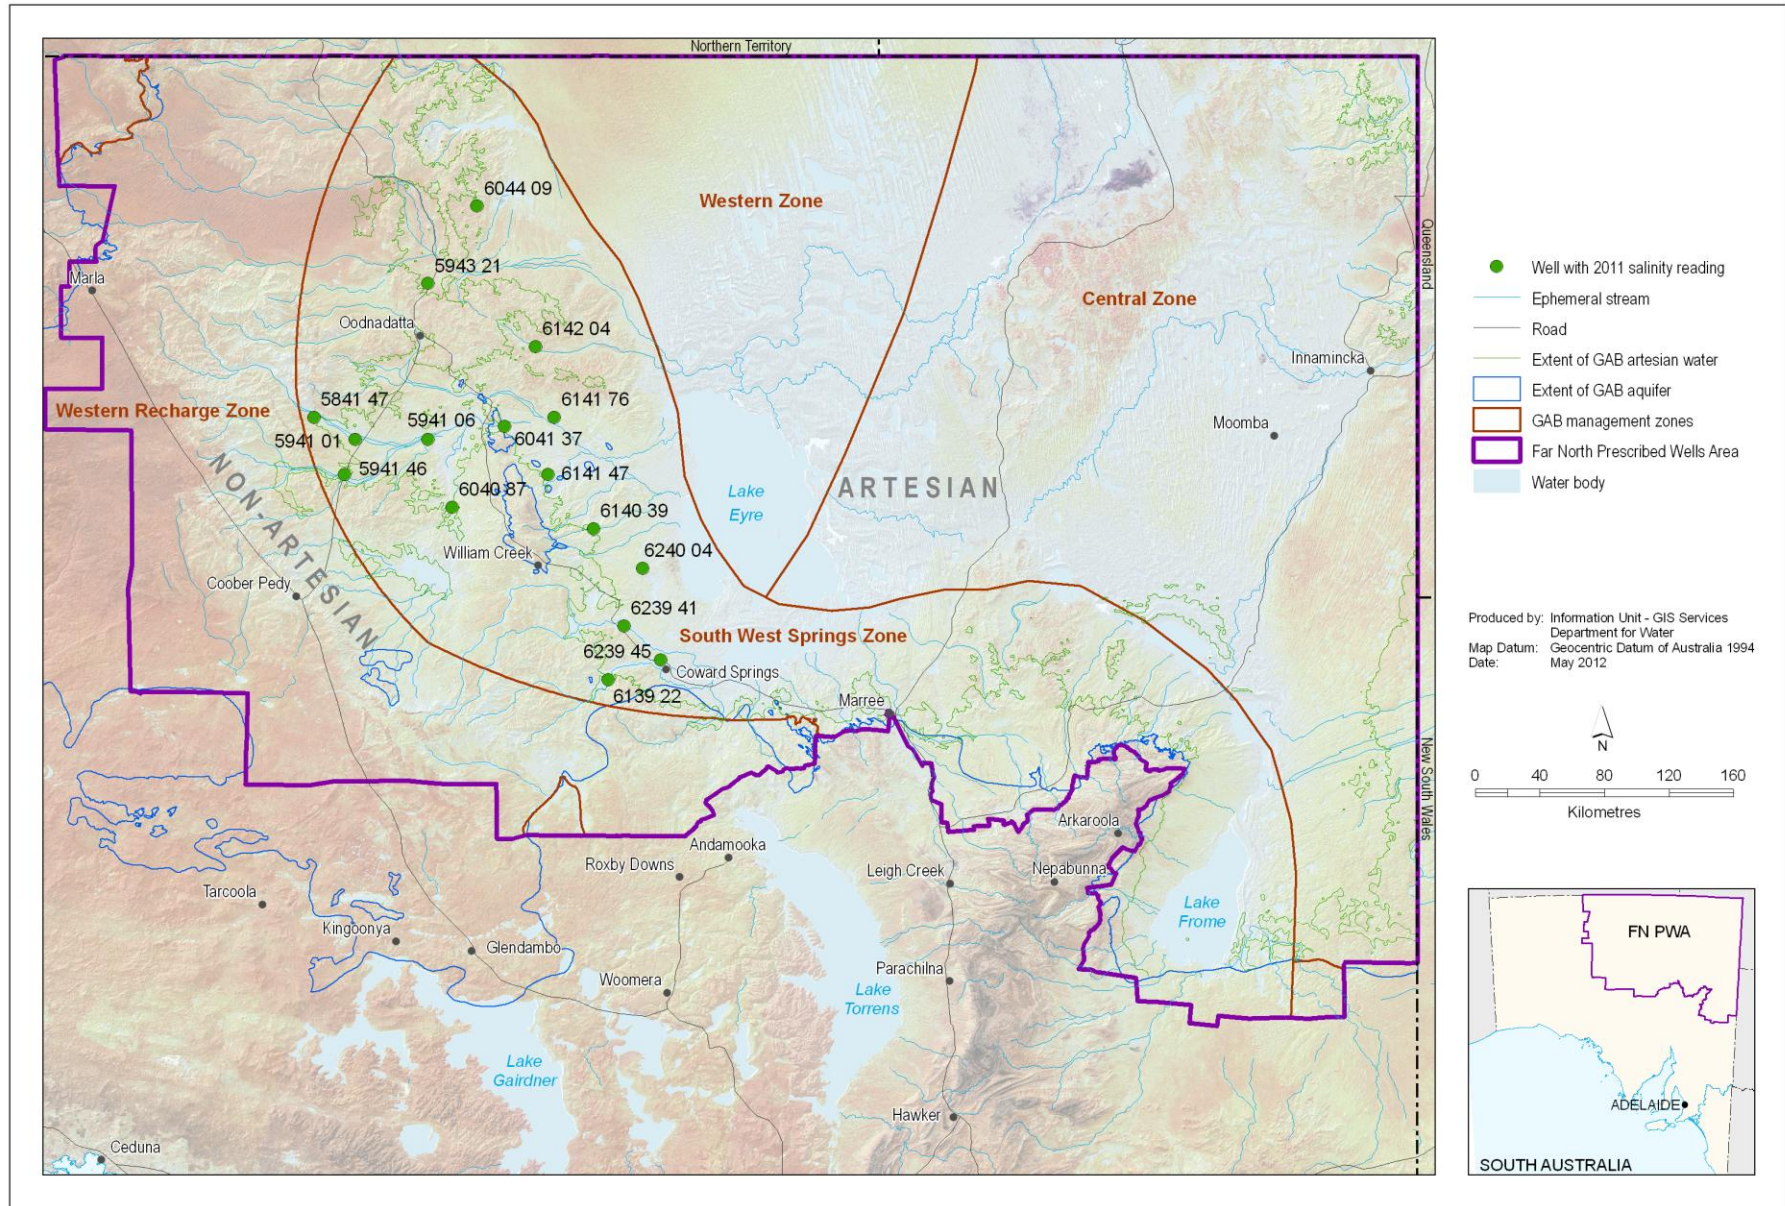 Northern Territory
6044 09
Western Zone
Queensland
5943 21
Marla
Central Zone
Oodnadatta
6142 04
Innamincka
Western Recharge Zone
5841 47
5941 06
6141 76
Moomba
5941 01
6041 37
5941 46
6141 47
NON-ARTESIAN
6040 87
ARTESIAN
Lake
Eyre
6140 39
William Creek
6240 04
Coober Pedy
6239 41
South West Springs Zone
6239 45
Coward Springs
6139 22
Marree
New South Wales
Arkaroola
Andamooka
Roxby Downs
Leigh Creek
Nepabunna
Tarcoola
Lake
Frome
Kingoonya
Glendambo
Woomera
Parachilna
Lake
Torrens
Lake
Gairdner
Hawker
Ceduna
Well with 2011 salinity reading
Ephemeral stream
Road
Extent of GAB artesian water
Extent of GAB aquifer
GAB management zones
Far North Prescribed Wells Area
Water body
Produced by: Information Unit - GIS Services
Department for Water
Map Datum: Geocentric Datum of Australia 1994
Date: May 2012
N
0 40 80 120 160
Kilometres
FN PWA
ADELAIDE
SOUTH AUSTRALIA